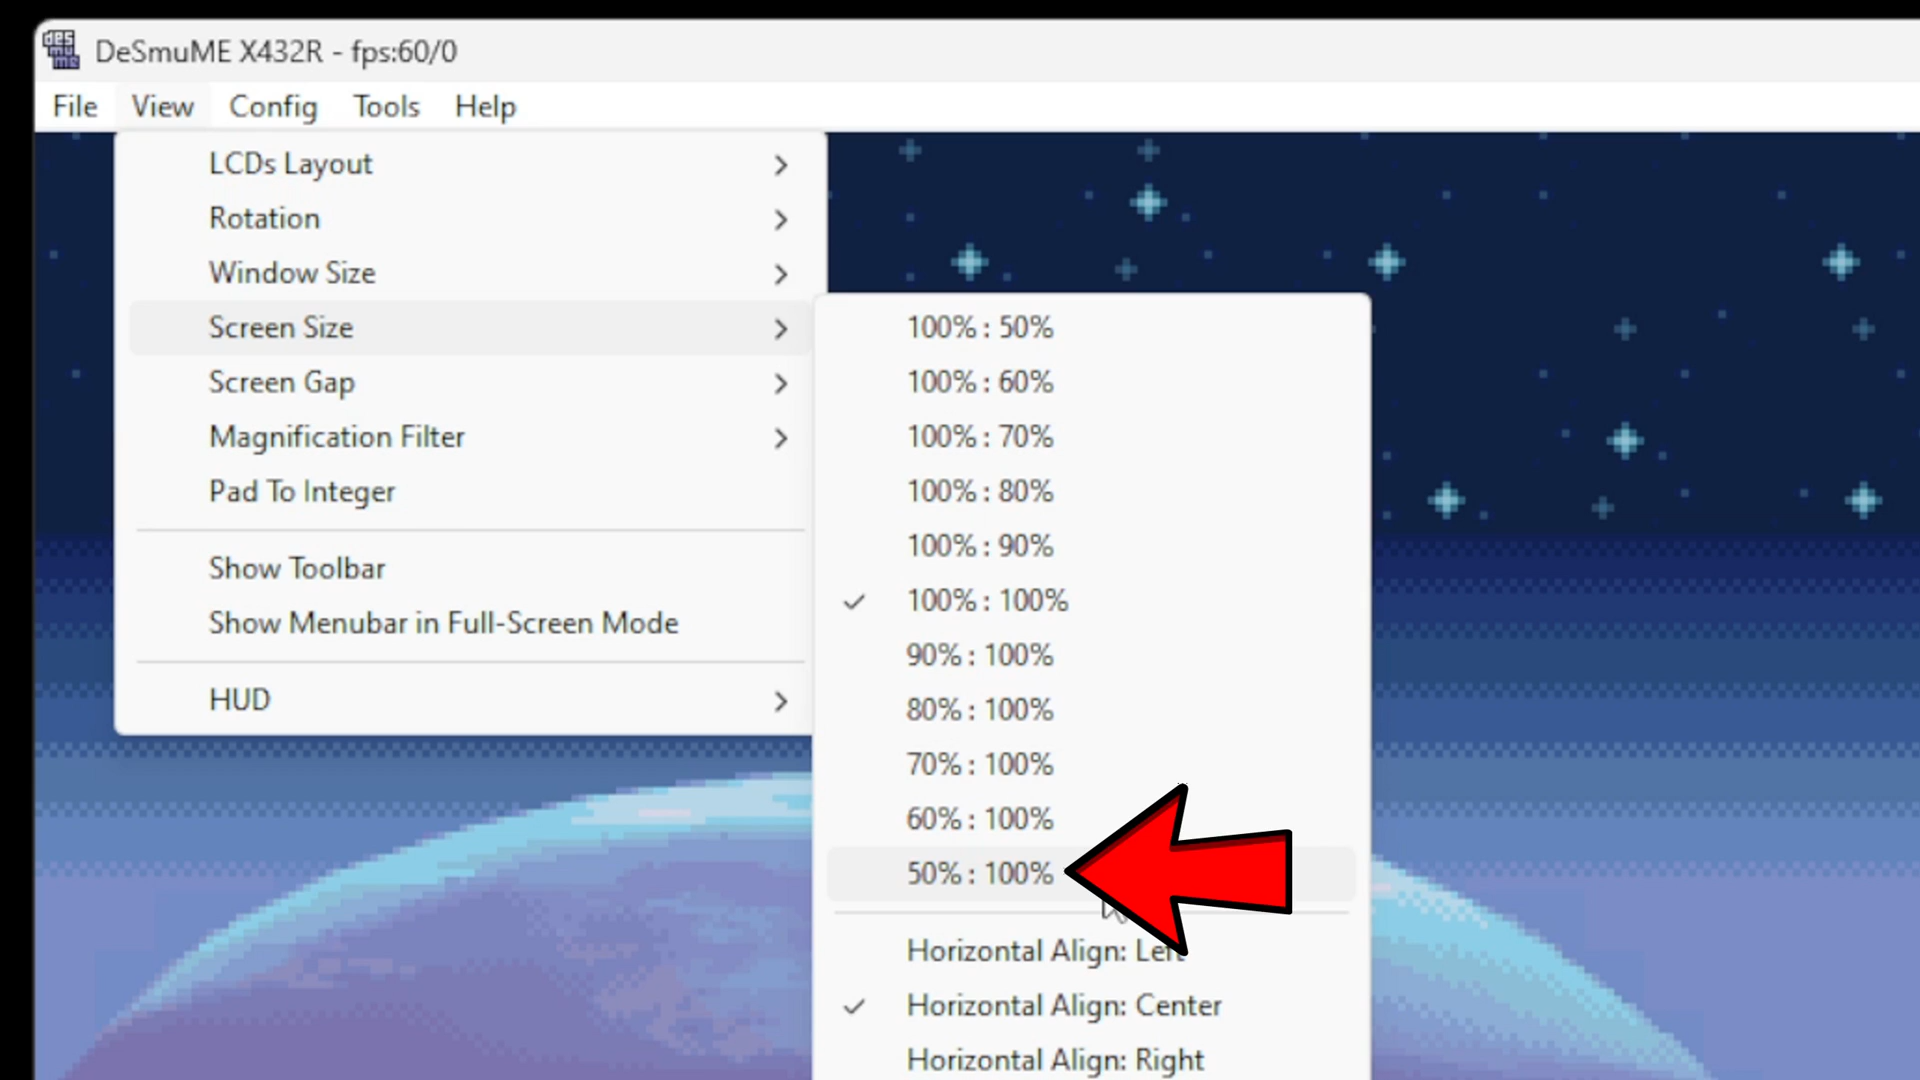 DeSmuME X432R - fps:60/0
File View Config Tools Help
LCDs Layout
Rotation
Window Size
Screen Size
Screen Gap
Magnification Filter
Pad To Integer
Show Toolbar
Show Menubar in Full-Screen Mode
HUD
100% : 50%
100% : 60%
100% : 70%
100% : 80%
100% : 90%
100% : 100%
90% : 100%
80% : 100%
70% : 100%
60% : 100%
50% : 100%
Horizontal Align: Left
Horizontal Align: Center
Horizontal Align: Right